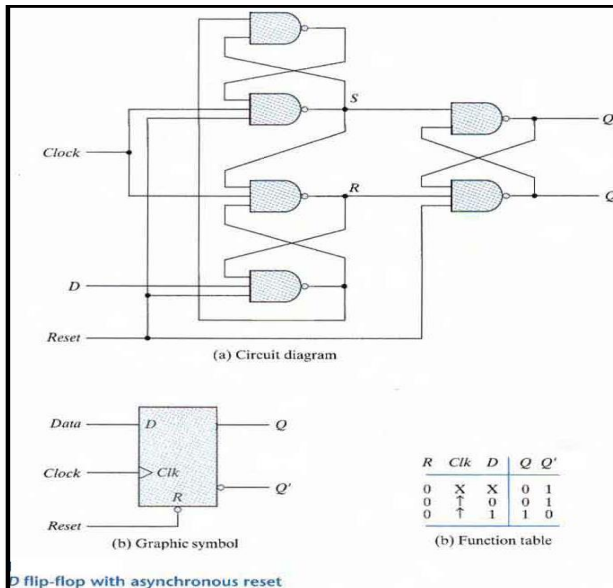 S
Q
Clock
R
Q
D
Reset
(a) Circuit diagram
Data D Q
Clock Clk
Q'
R
Reset
(b) Graphic symbol
R Clk D Q Q'
0 X X 0 1
0 ↑ 0 0 1
0 ↑ 1 1 0
(b) Function table
D flip-flop with asynchronous reset